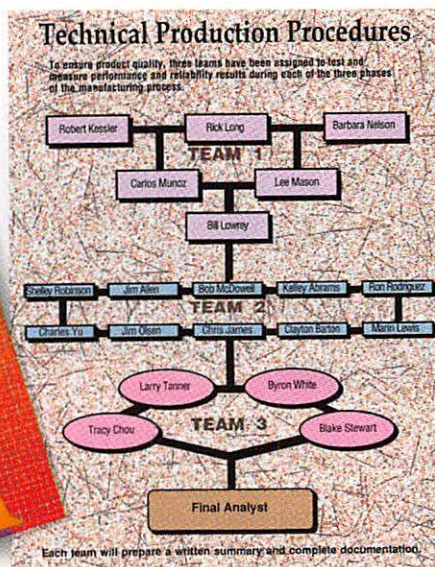 Technical Production Procedures
To ensure product quality, three teams have been assigned to test and
measure performance and reliability results during each of the three phases
of the manufacturing process.
Robert Kessler
Rick Long
Barbara Nelson
TEAM 1
Carlos Munoz
Lee Mason
Bill Lowrey
Shelley Robinson
Jim Allen
Bob McDowell
Kelley Abrams
Ron Rodriguez
TEAM 2
Charles Yu
Jim Olsen
Chris James
Clayton Barton
Marin Lewis
Larry Tanner
Byron White
Tracy Chou
TEAM 3
Blake Stewart
Final Analyst
Each team will prepare a written summary and complete documentation.